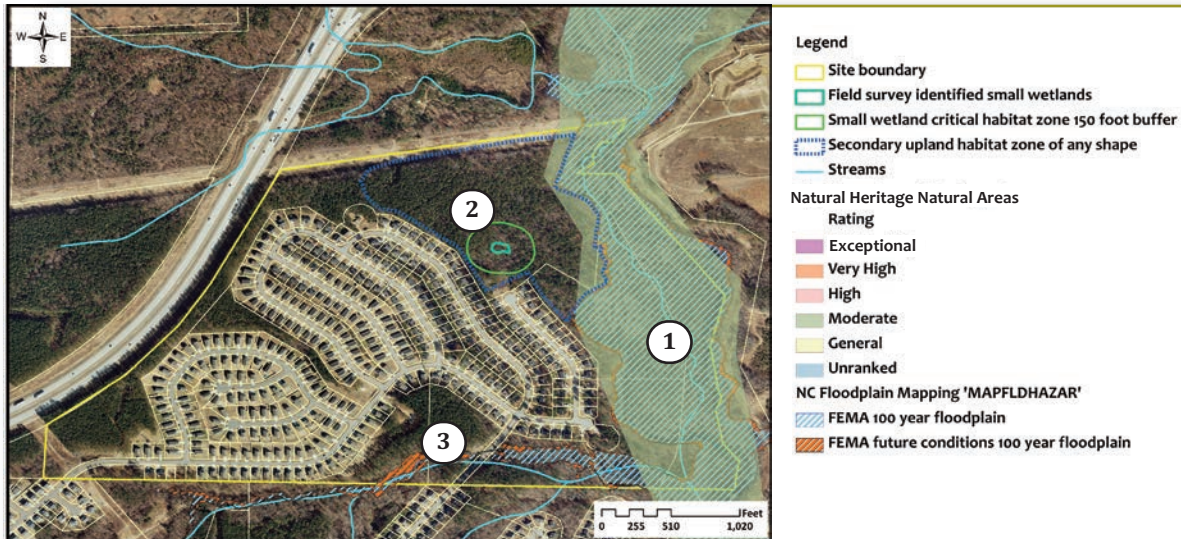 N
W E
S
2
1
3
Feet
0 255 510 1,020
Legend
Site boundary
Field survey identified small wetlands
Small wetland critical habitat zone 150 foot buffer
Secondary upland habitat zone of any shape
Streams
Natural Heritage Natural Areas
Rating
Exceptional
Very High
High
Moderate
General
Unranked
NC Floodplain Mapping 'MAPFLDHAZAR'
FEMA 100 year floodplain
FEMA future conditions 100 year floodplain